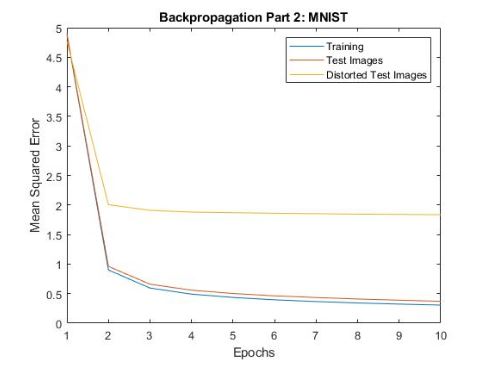 Backpropagation Part 2: MNIST
5
4.5
4
3.5
3
2.5
2
1.5
1
0.5
0
Mean Squared Error
Training
Test Images
Distorted Test Images
1 2 3 4 5 6 7 8 9 10
Epochs